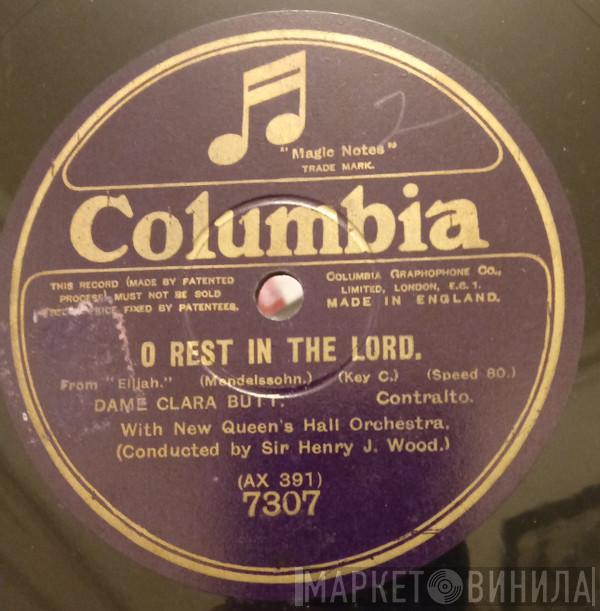 2
"Magic Notes"
TRADE MARK.
Columbia
THIS RECORD (MADE BY PATENTED
PROCESS) MUST NOT BE SOLD
PRICE FIXED BY PATENTEES.
COLUMBIA GRAPHOPHONE CO.,
LIMITED, LONDON, E.C. 1.
MADE IN ENGLAND.
O REST IN THE LORD.
From "Elijah." (Mendelssohn.) (Key C.) (Speed 80.)
DAME CLARA BUTT. Contralto.
With New Queen's Hall Orchestra.
(Conducted by Sir Henry J. Wood.)
(AX 391)
7307
МАРКЕТ ВИНИЛА